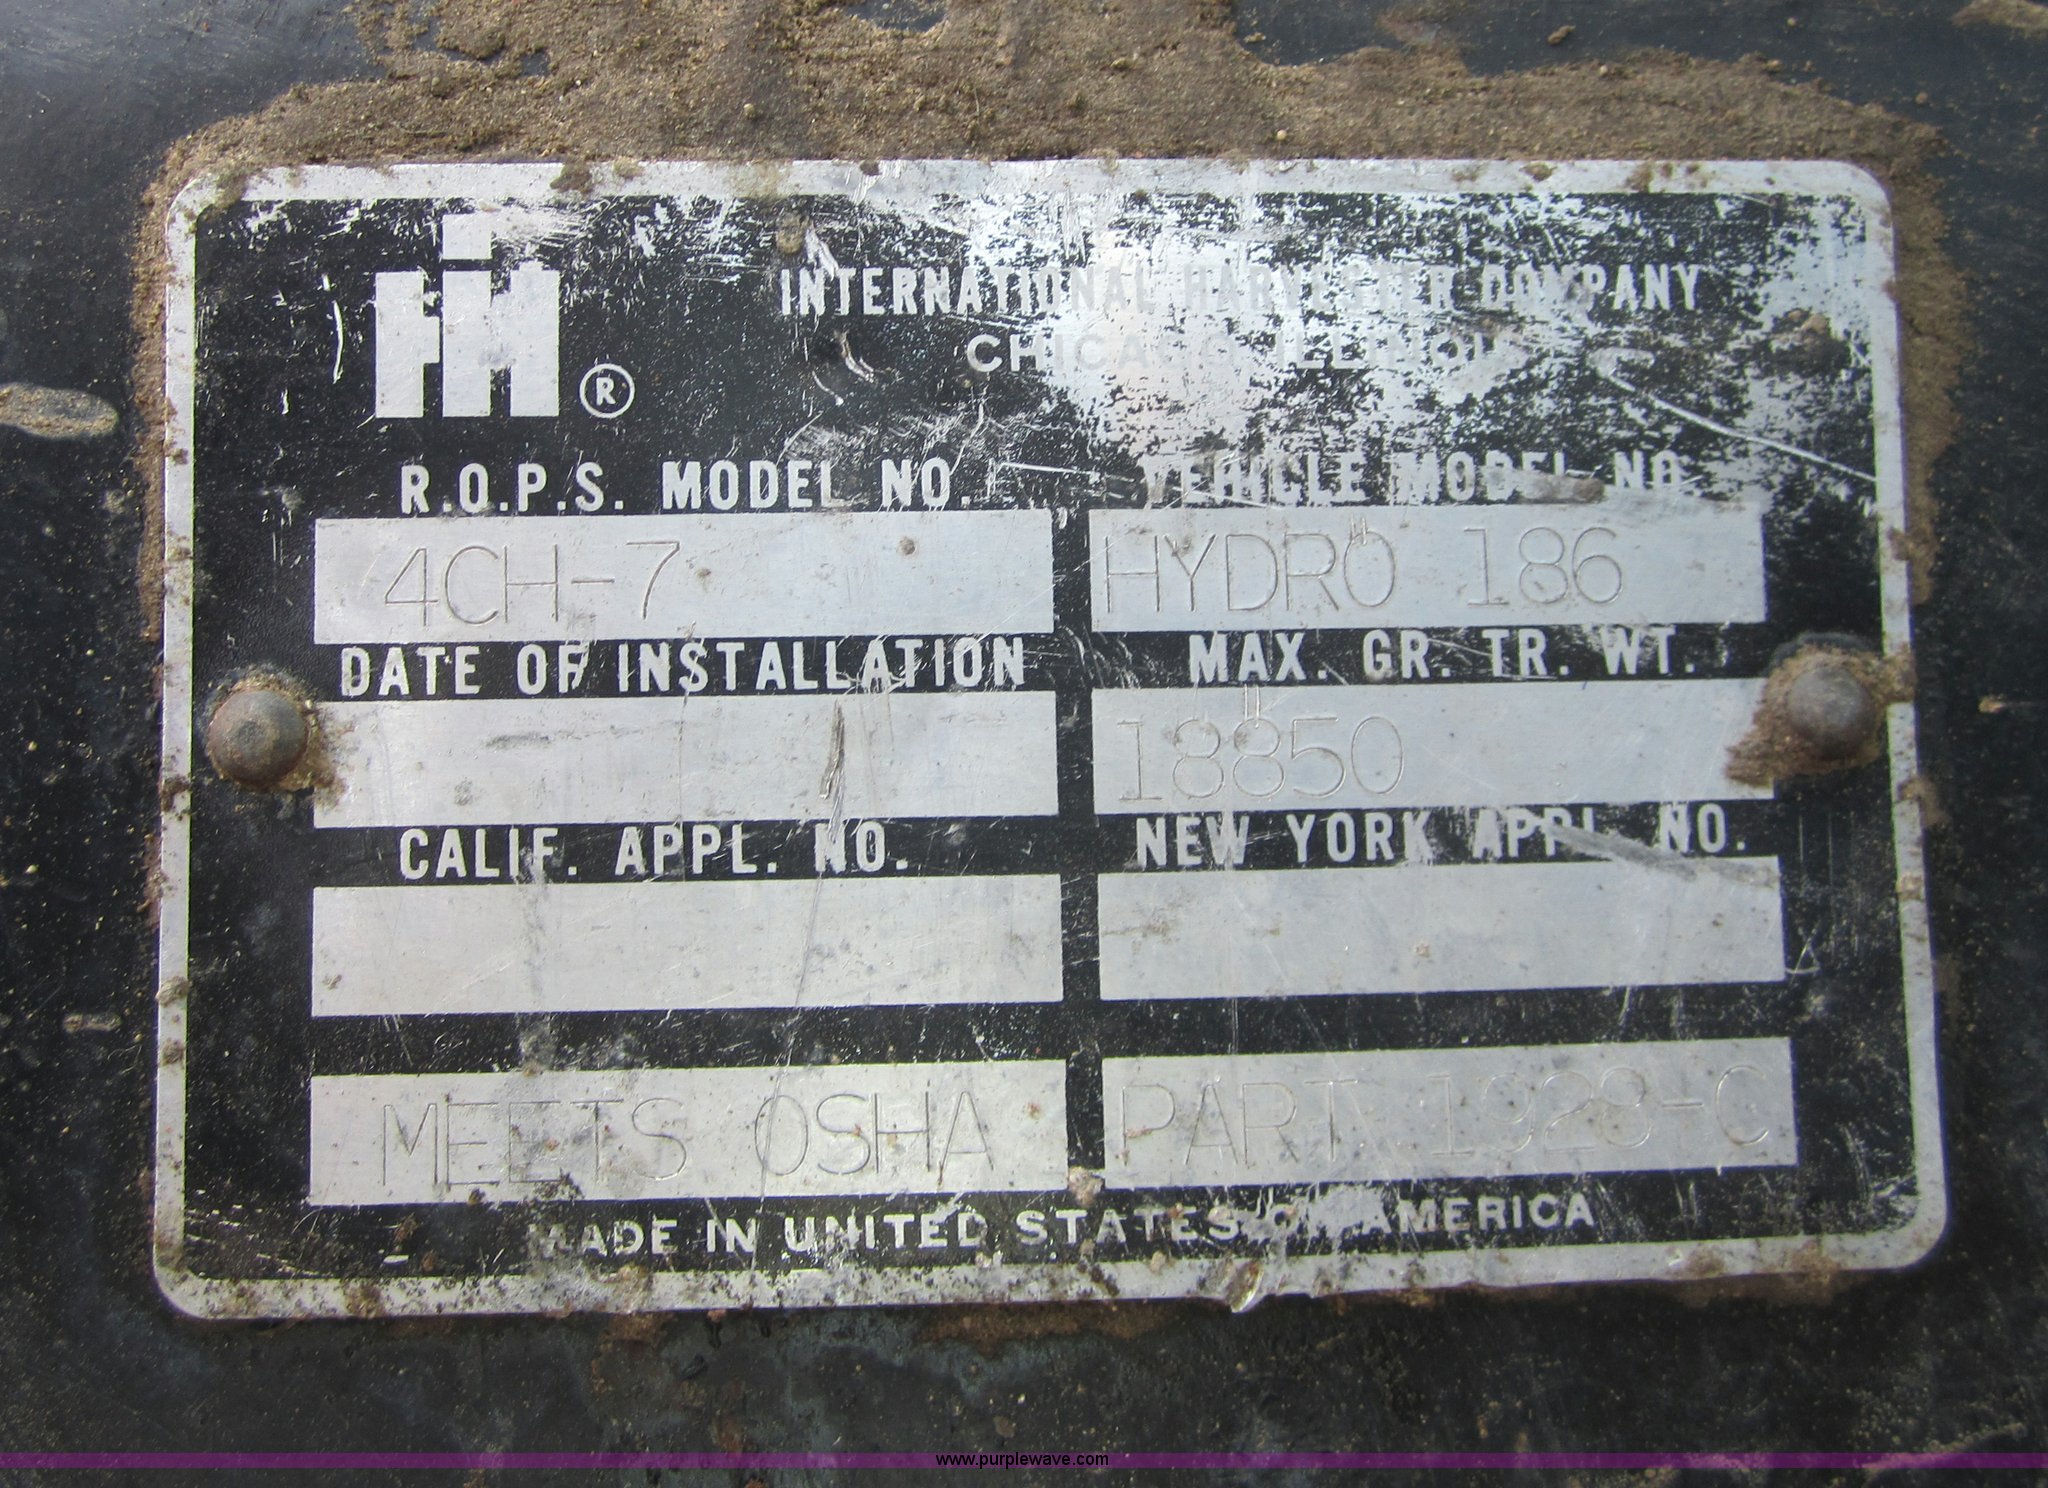 INTERNATIONAL HARVESTER COMPANY
CHICAGO, ILLINOIS
®
R.O.P.S. MODEL NO. VEHICLE MODEL NO.
4CH-7 HYDRO 186
DATE OF INSTALLATION MAX. GR. TR. WT.
18850
CALIF. APPL. NO. NEW YORK APPL. NO.
MEETS OSHA PART 1928-C
MADE IN UNITED STATES OF AMERICA
www.purplewave.com